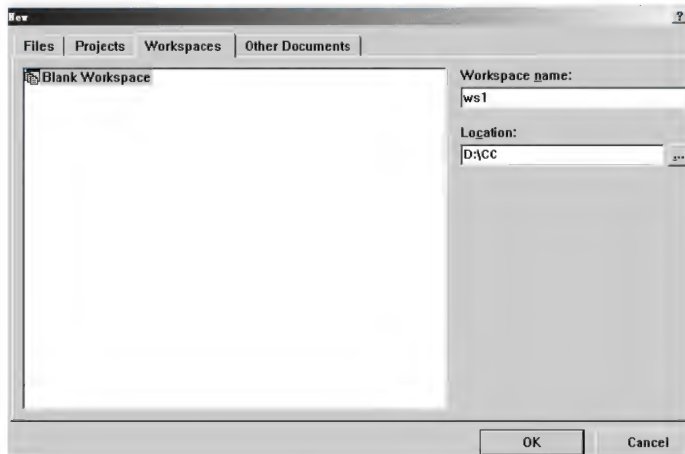 New ?
Files Projects Workspaces Other Documents
Blank Workspace
Workspace name:
ws1
Location:
D:\CC ...
OK Cancel